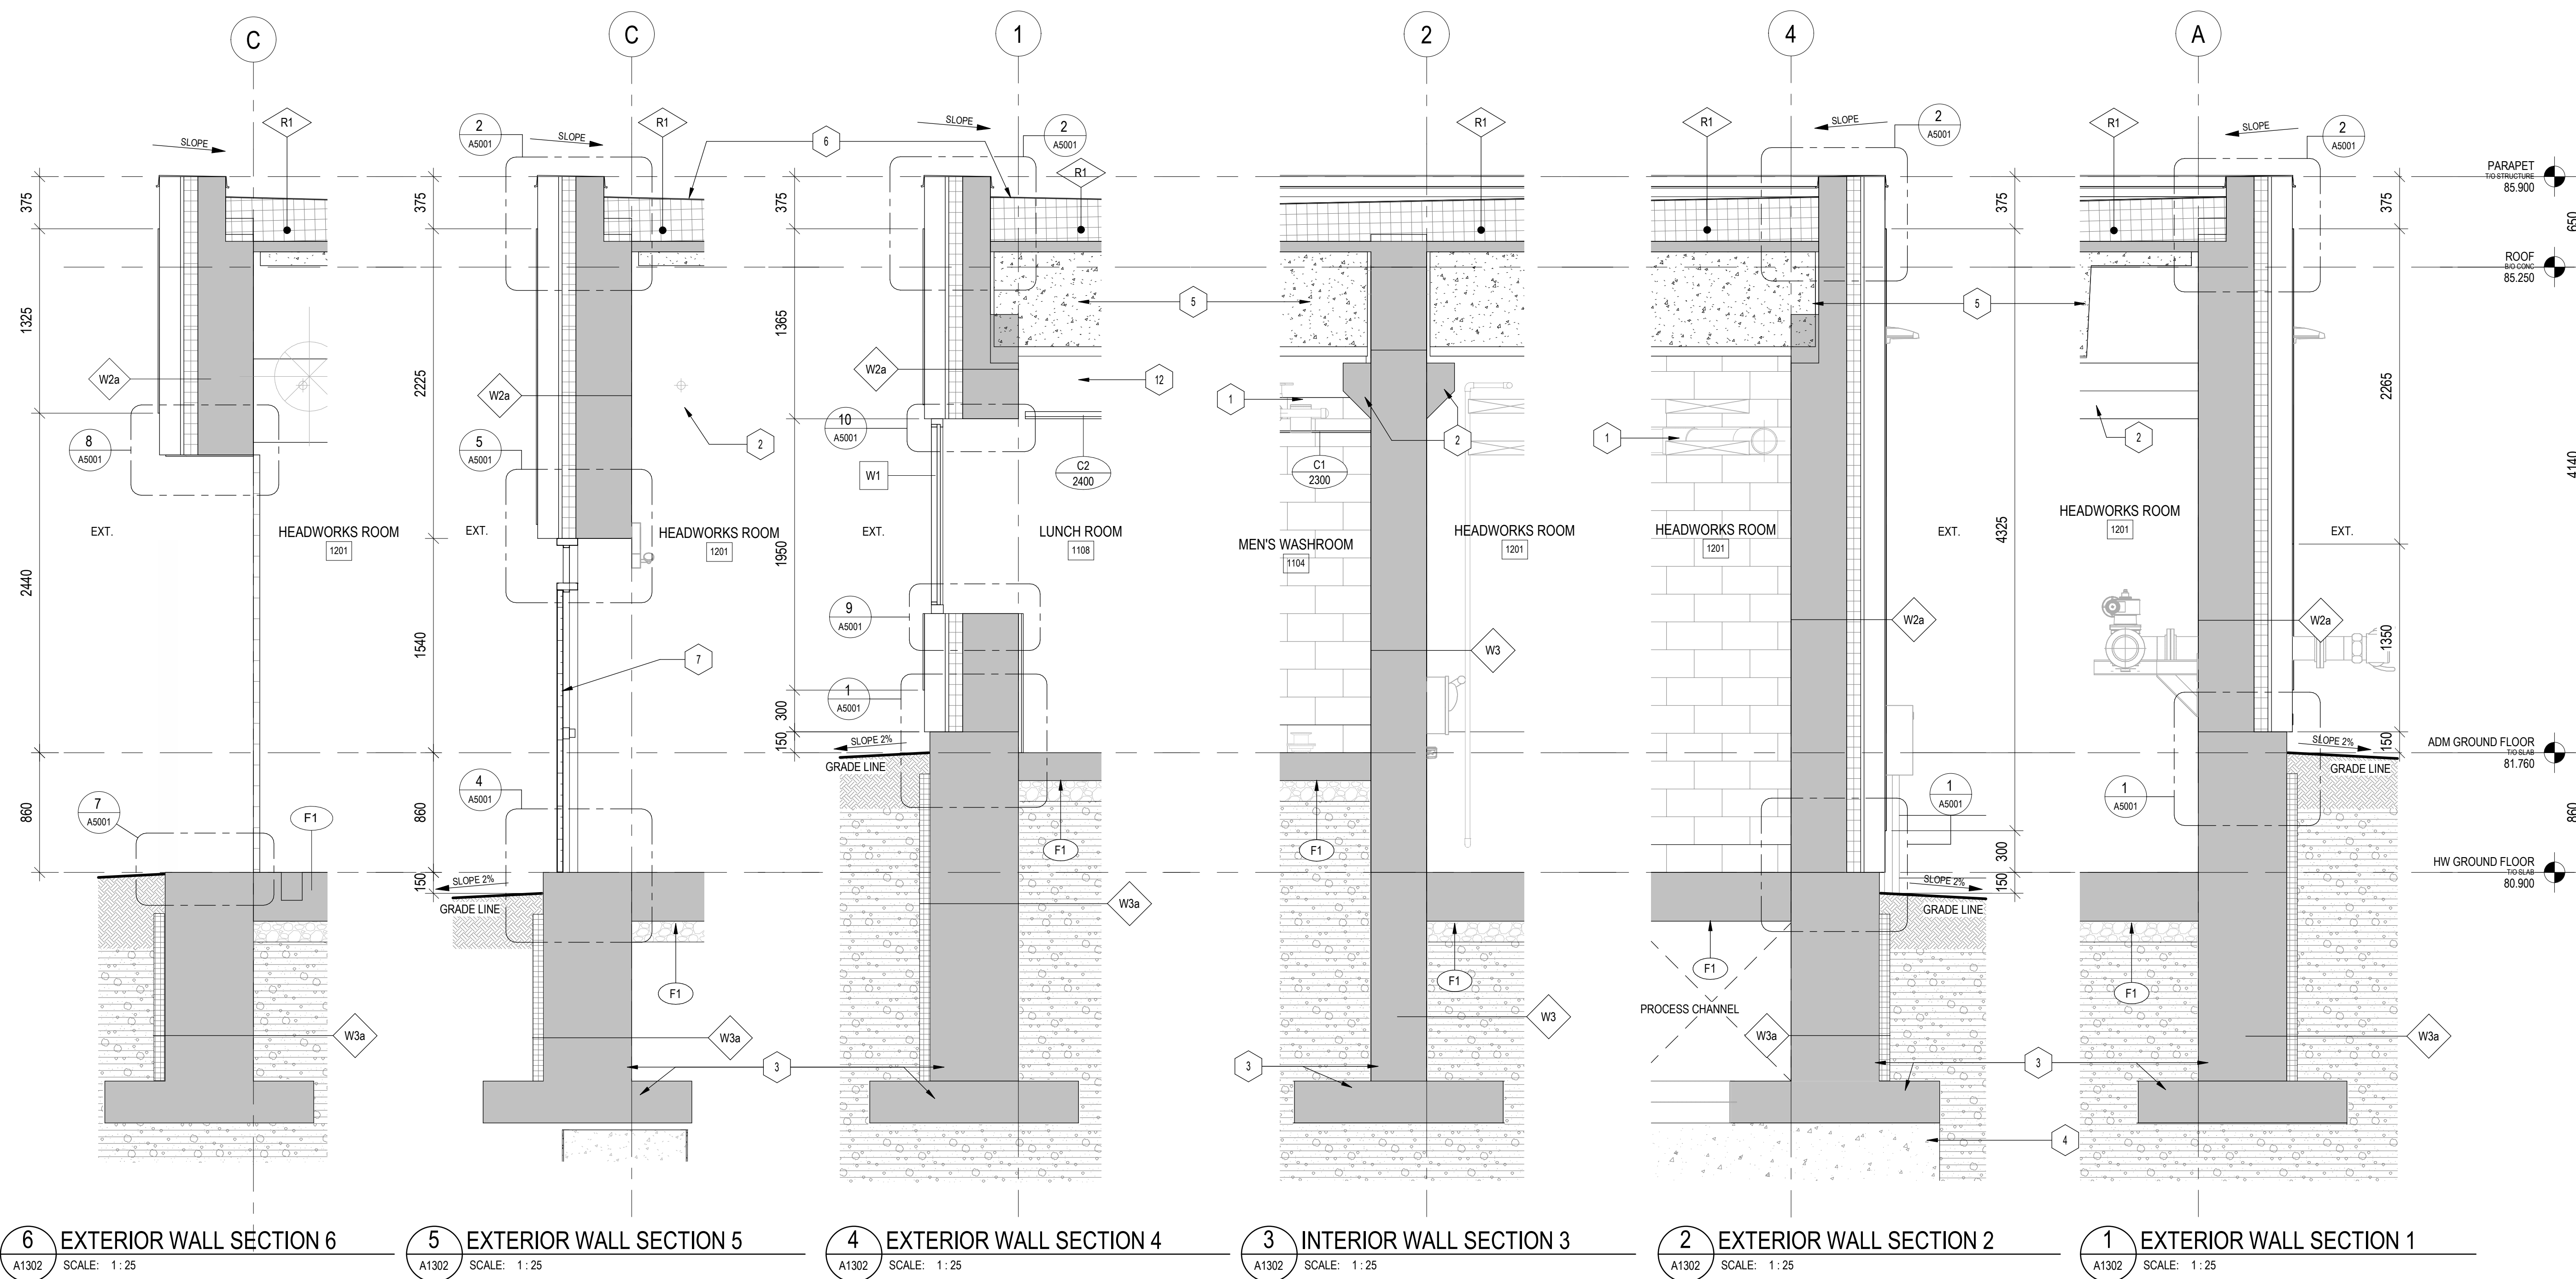 C
C
1
2
4
A
R1
SLOPE
375
1325
2440
860
W2a
8
A5001
EXT.
HEADWORKS ROOM
1201
7
A5001
F1
W3a
6
A1302
EXTERIOR WALL SECTION 6
SCALE: 1 : 25
2
A5001
SLOPE
R1
6
375
2225
1540
860
150
W2a
2
5
A5001
EXT.
HEADWORKS ROOM
1201
7
4
A5001
SLOPE 2%
GRADE LINE
F1
W3a
3
5
A1302
EXTERIOR WALL SECTION 5
SCALE: 1 : 25
SLOPE
2
A5001
R1
375
1365
1950
300
150
5
W2a
12
10
A5001
W1
C2
2400
EXT.
LUNCH ROOM
1108
9
A5001
1
A5001
SLOPE 2%
GRADE LINE
F1
W3a
4
A1302
EXTERIOR WALL SECTION 4
SCALE: 1 : 25
R1
1
2
C1
2300
MEN'S WASHROOM
1104
HEADWORKS ROOM
1201
W3
F1
F1
W3
3
3
A1302
INTERIOR WALL SECTION 3
SCALE: 1 : 25
R1
SLOPE
2
A5001
375
4325
300
150
5
1
HEADWORKS ROOM
1201
EXT.
W2a
1
A5001
SLOPE 2%
GRADE LINE
F1
PROCESS CHANNEL
W3a
3
4
2
A1302
EXTERIOR WALL SECTION 2
SCALE: 1 : 25
R1
SLOPE
2
A5001
375
2265
1350
150
2
HEADWORKS ROOM
1201
EXT.
W2a
1
A5001
SLOPE 2%
GRADE LINE
F1
W3a
1
A1302
EXTERIOR WALL SECTION 1
SCALE: 1 : 25
PARAPET
T/O STRUCTURE
85.900
650
ROOF
B/O CONC
85.250
4140
ADM GROUND FLOOR
T/O SLAB
81.760
860
HW GROUND FLOOR
T/O SLAB
80.900